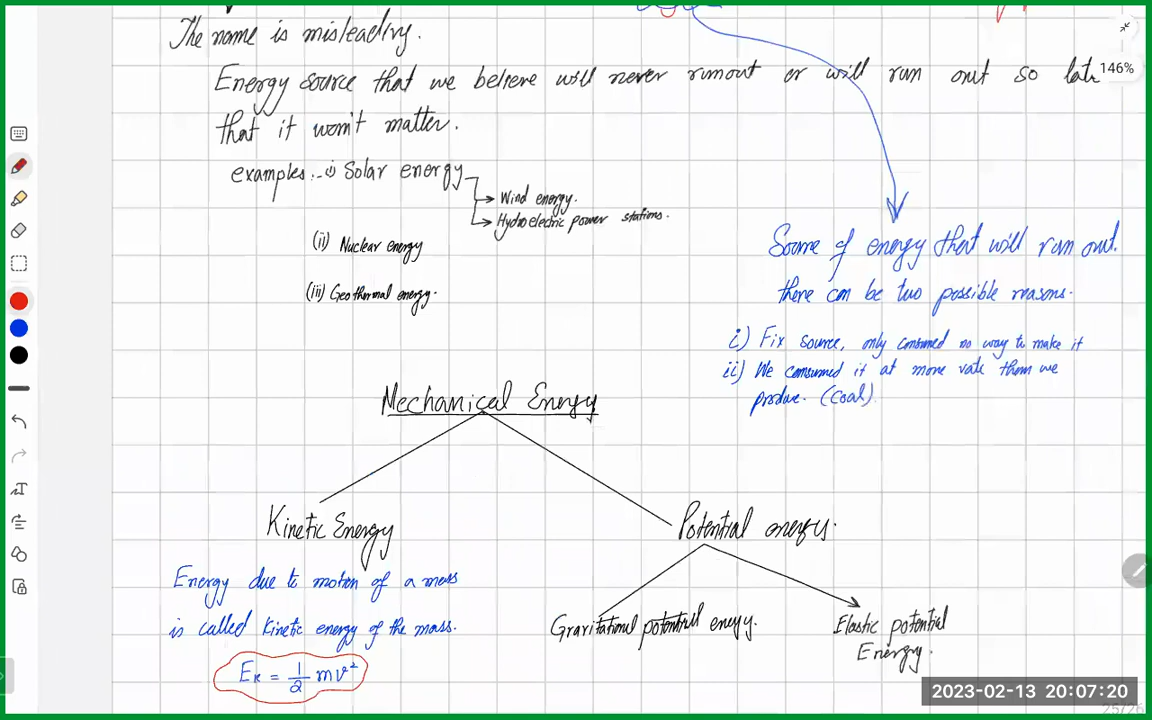 The name is misleading.
Energy source that we believe will never runout or will run out so late
146%
that it won't matter.
examples:- i) Solar energy
Wind energy.
Hydroelectric power stations.
(ii) Nuclear energy
(iii) Geothermal energy.
Source of energy that will run out.
there can be two possible reasons.
i) Fix source, only consumed no way to make it
ii) We consumed it at more rate them we
produce. (Coal)
Mechanical Energy
Kinetic Energy
Potential energy.
Energy due to motion of a mass
is called kinetic energy of the mass.
Gravitational potential energy.
Elastic potential
Energy.
Eₖ = 1/2 mv²
2023-02-13 20:07:20
25/26